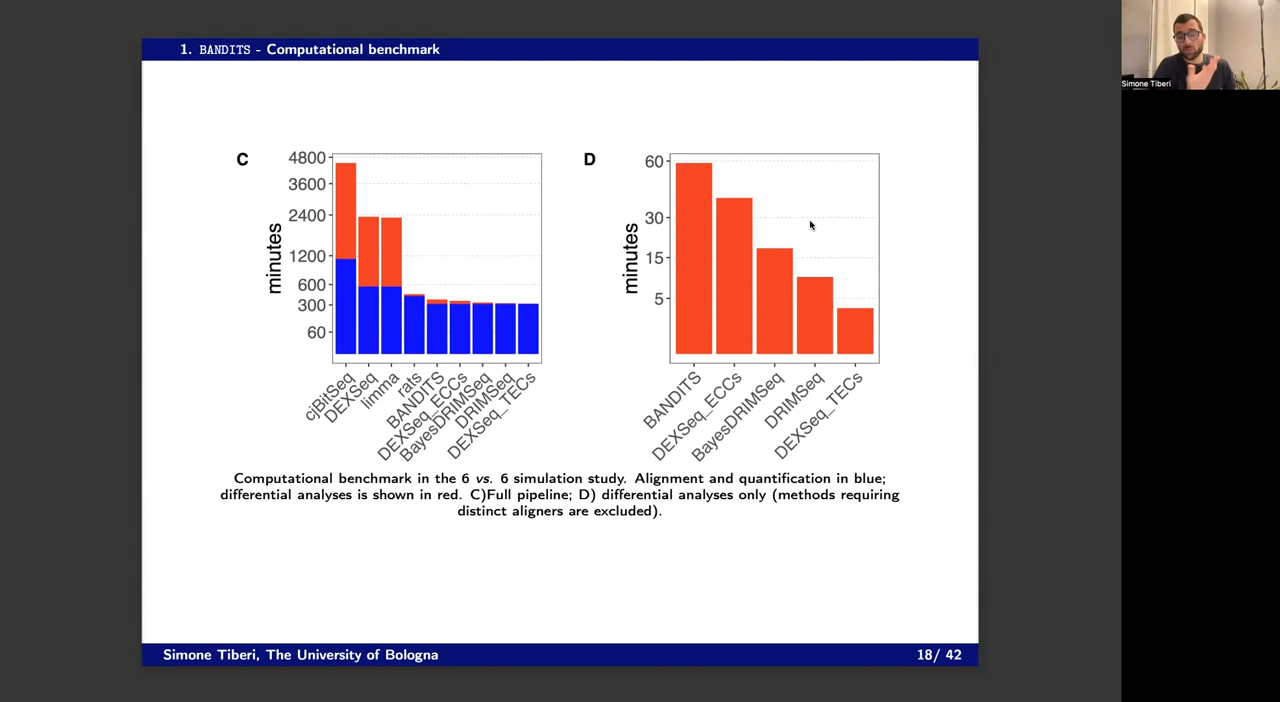 1. BANDITS - Computational benchmark
Simone Tiberi
C
4800
3600
2400
1200
600
300
60
minutes
cjBitSeq
DEXSeq
limma
rats
BANDITS
DEXSeq_ECCs
BayesDRIMSeq
DRIMSeq
DEXSeq_TECs
D
60
30
15
5
minutes
BANDITS
DEXSeq_ECCs
BayesDRIMSeq
DRIMSeq
DEXSeq_TECs
Computational benchmark in the 6 vs. 6 simulation study. Alignment and quantification in blue;
differential analyses is shown in red. C)Full pipeline; D) differential analyses only (methods requiring
distinct aligners are excluded).
Simone Tiberi, The University of Bologna
18/ 42